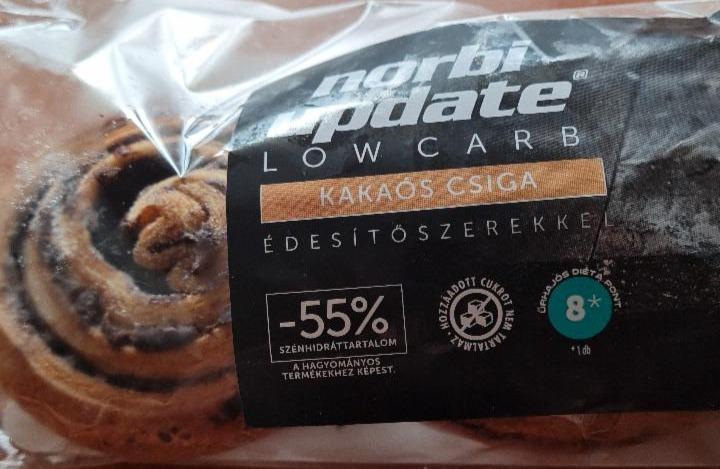 norbi
update®
LOW CARB
KAKAÓS CSIGA
ÉDESÍTŐSZEREKKEL
-55%
SZÉNHIDRÁTTARTALOM
A HAGYOMÁNYOS
TERMÉKEKHEZ KÉPEST.
HOZZÁADOTT CUKROT NEM TARTALMAZ
ŰRHAJÓS DIÉTA PONT
8*
*1 db